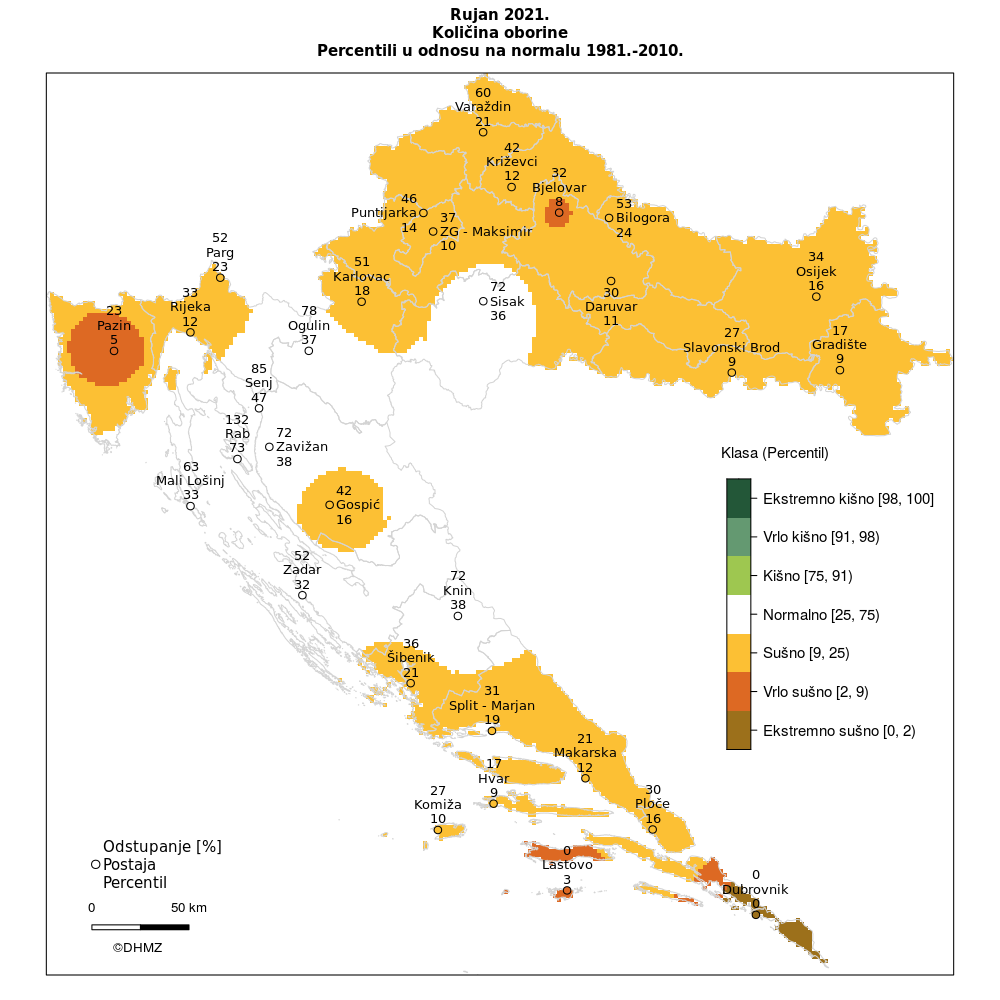 Rujan 2021.
Količina oborine
Percentili u odnosu na normalu 1981.-2010.
60
Varaždin
21
42
Križevci
12
32
Bjelovar
8
46
Puntijarka
14
37
ZG - Maksimir
10
53
Bilogora
24
52
Parg
23
51
Karlovac
18
34
Osijek
16
33
Rijeka
12
72
Sisak
36
30
Daruvar
11
23
Pazin
5
78
Ogulin
37
27
Slavonski Brod
9
17
Gradište
9
85
Senj
47
132
Rab
73
72
Zavižan
38
63
Mali Lošinj
33
42
Gospić
16
52
Zadar
32
72
Knin
38
36
Šibenik
21
31
Split - Marjan
19
21
Makarska
12
17
Hvar
9
27
Komiža
10
30
Ploče
16
0
Lastovo
3
0
Dubrovnik
0
Klasa (Percentil)
Ekstremno kišno [98, 100]
Vrlo kišno [91, 98)
Kišno [75, 91)
Normalno [25, 75)
Sušno [9, 25)
Vrlo sušno [2, 9)
Ekstremno sušno [0, 2)
Odstupanje [%]
Postaja
Percentil
0 50 km
©DHMZ